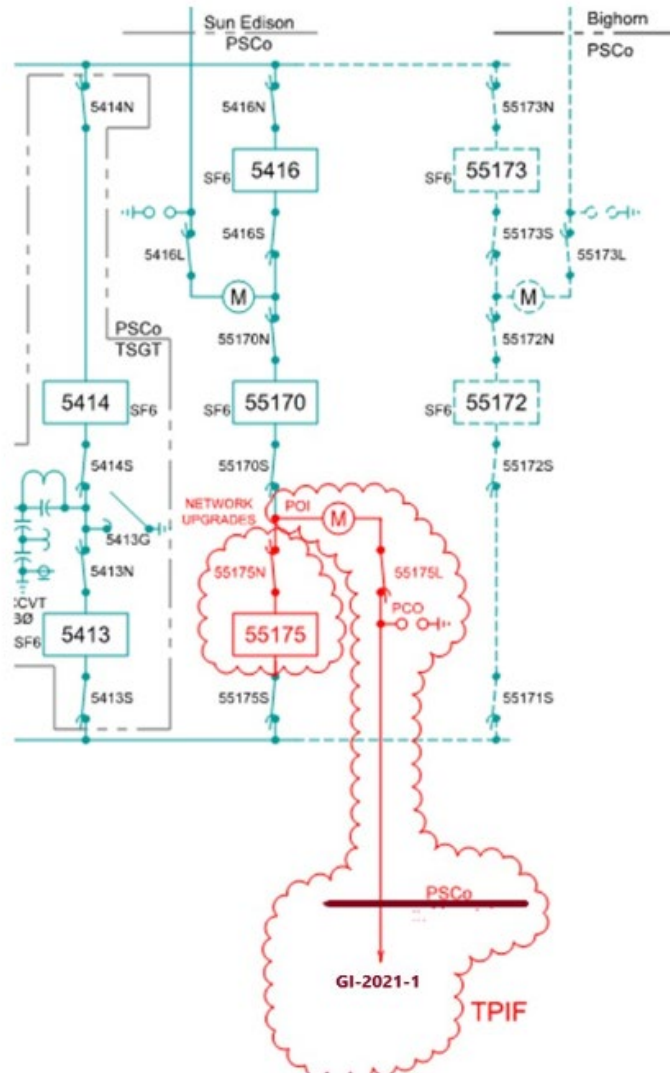 Sun Edison
PSCo
Bighorn
PSCo
5414N
5416N
55173N
SF6
5416
SF6
55173
5416L
5416S
55173S
55173L
M
M
PSCo
TSGT
55170N
55172N
5414
SF6
SF6
55170
SF6
55172
5414S
55170S
55172S
NETWORK
UPGRADES
POI
M
5413G
5413N
55175N
55175L
CVT
3Ø
SF6
5413
55175
PCO
5413S
55175S
55171S
PSCo
GI-2021-1
TPIF